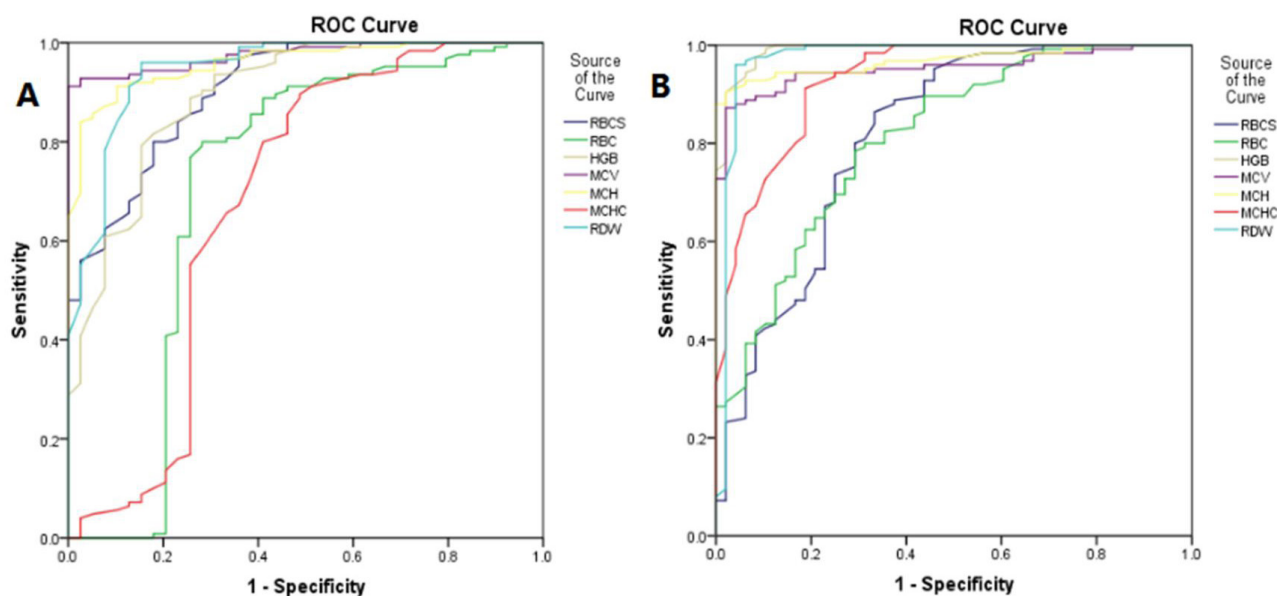 ROC Curve
A
Sensitivity
1.0
0.8
0.6
0.4
0.2
0.0
0.0 0.2 0.4 0.6 0.8 1.0
1 - Specificity
Source
of the
Curve
RBCS
RBC
HGB
MCV
MCH
MCHC
RDW
ROC Curve
B
Sensitivity
1.0
0.8
0.6
0.4
0.2
0.0
0.0 0.2 0.4 0.6 0.8 1.0
1 - Specificity
Source
of the
Curve
RBCS
RBC
HGB
MCV
MCH
MCHC
RDW